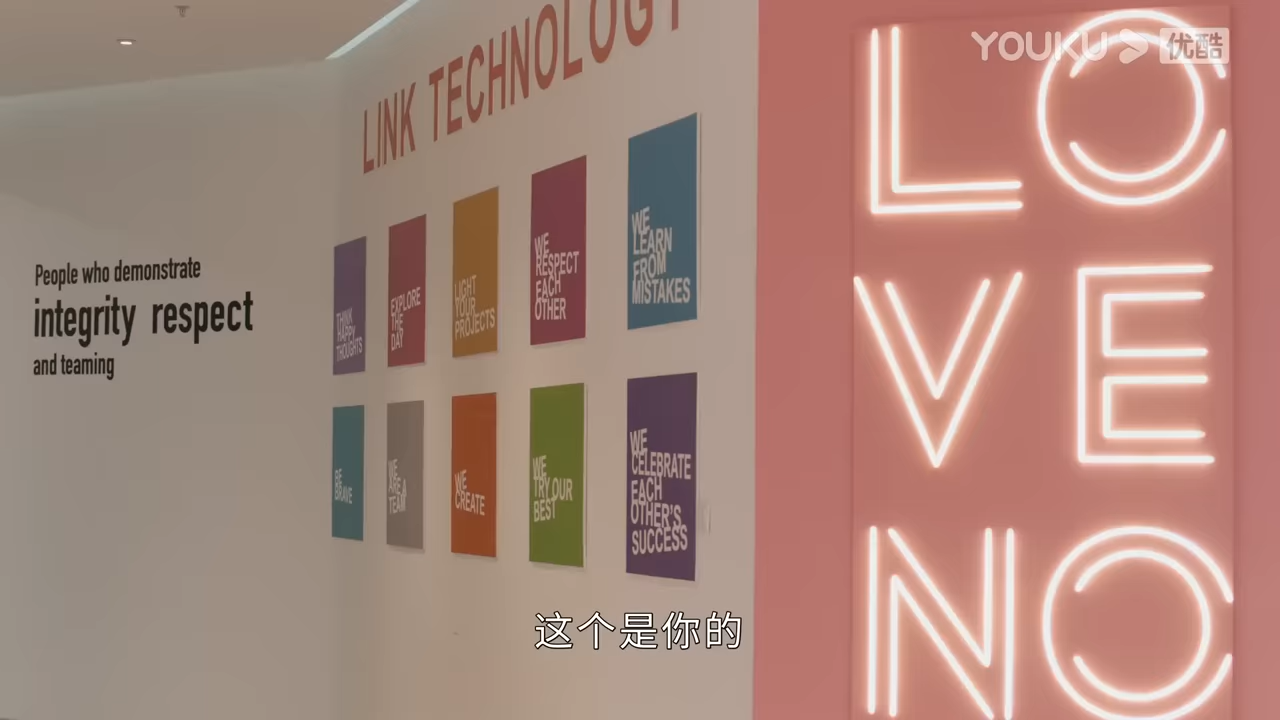 YOUKU 优酷
LINK TECHNOLOGY
People who demonstrate
integrity respect
and teaming
THINK
HAPPY
THOUGHTS
EXPLORE
THE
DAY
LIGHT
YOUR
PROJECTS
WE
RESPECT
EACH
OTHER
WE
LEARN
FROM
MISTAKES
BE
BRAVE
WE
ARE A
TEAM
WE
CREATE
WE
TRY OUR
BEST
WE
CELEBRATE
EACH
OTHER'S
SUCCESS
LO
VE
NO
这个是你的